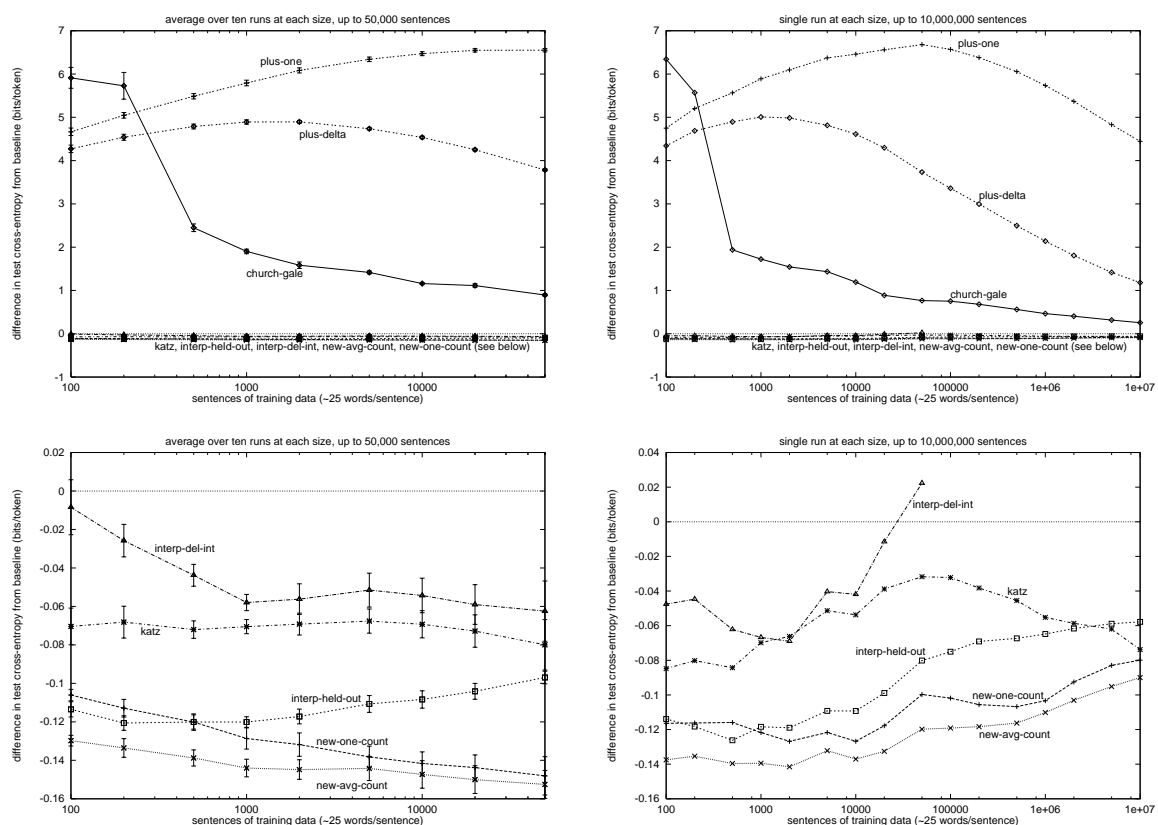 average over ten runs at each size, up to 50,000 sentences
difference in test cross-entropy from baseline (bits/token)
7
6
5
4
3
2
1
0
-1
plus-one
plus-delta
church-gale
katz, interp-held-out, interp-del-int, new-avg-count, new-one-count (see below)
100 1000 10000
sentences of training data (~25 words/sentence)
single run at each size, up to 10,000,000 sentences
difference in test cross-entropy from baseline (bits/token)
7
6
5
4
3
2
1
0
-1
plus-one
plus-delta
church-gale
katz, interp-held-out, interp-del-int, new-avg-count, new-one-count (see below)
100 1000 10000 100000 1e+06 1e+07
sentences of training data (~25 words/sentence)
average over ten runs at each size, up to 50,000 sentences
difference in test cross-entropy from baseline (bits/token)
0.02
0
-0.02
-0.04
-0.06
-0.08
-0.1
-0.12
-0.14
-0.16
interp-del-int
katz
interp-held-out
new-one-count
new-avg-count
100 1000 10000
sentences of training data (~25 words/sentence)
single run at each size, up to 10,000,000 sentences
difference in test cross-entropy from baseline (bits/token)
0.04
0.02
0
-0.02
-0.04
-0.06
-0.08
-0.1
-0.12
-0.14
-0.16
interp-del-int
katz
interp-held-out
new-one-count
new-avg-count
100 1000 10000 100000 1e+06 1e+07
sentences of training data (~25 words/sentence)